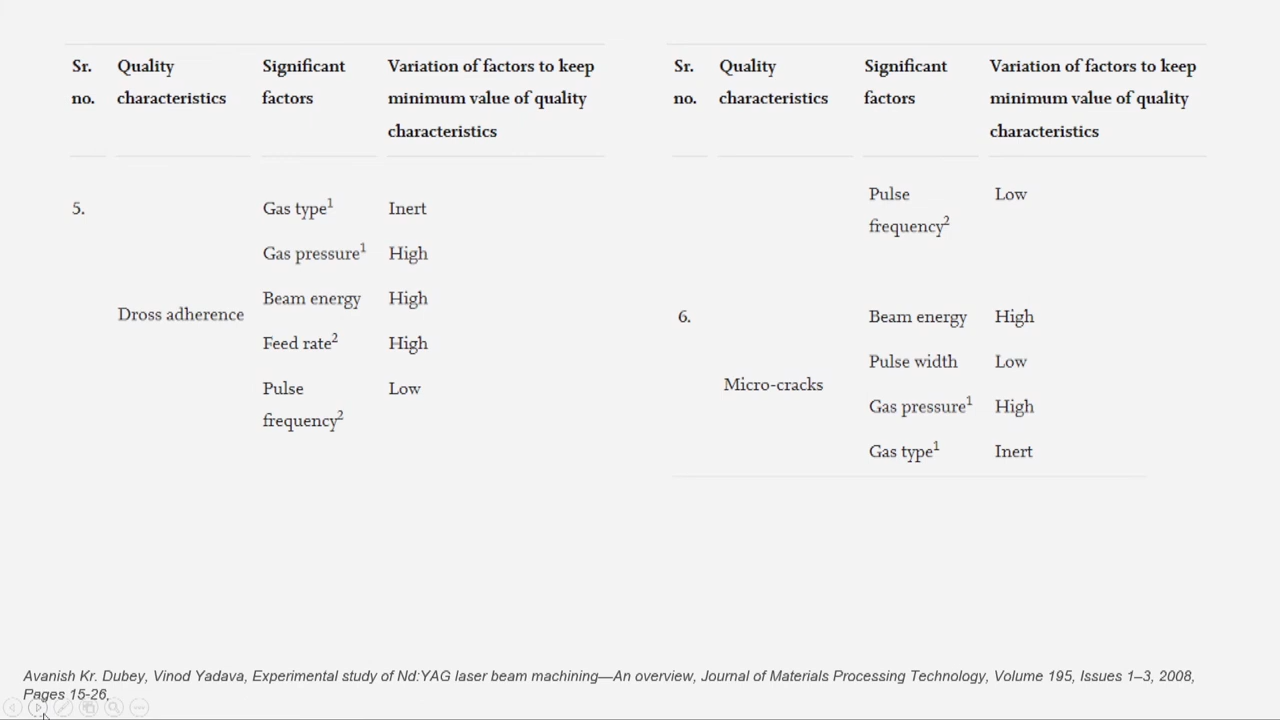 Sr. Quality Significant Variation of factors to keep
no. characteristics factors minimum value of quality
characteristics
5. Gas type1 Inert
Gas pressure1 High
Beam energy High
Dross adherence
Feed rate2 High
Pulse Low
frequency2
Sr. Quality Significant Variation of factors to keep
no. characteristics factors minimum value of quality
characteristics
Pulse Low
frequency2
6. Beam energy High
Pulse width Low
Micro-cracks
Gas pressure1 High
Gas type1 Inert
Avanish Kr. Dubey, Vinod Yadava, Experimental study of Nd:YAG laser beam machining—An overview, Journal of Materials Processing Technology, Volume 195, Issues 1–3, 2008,
Pages 15-26,